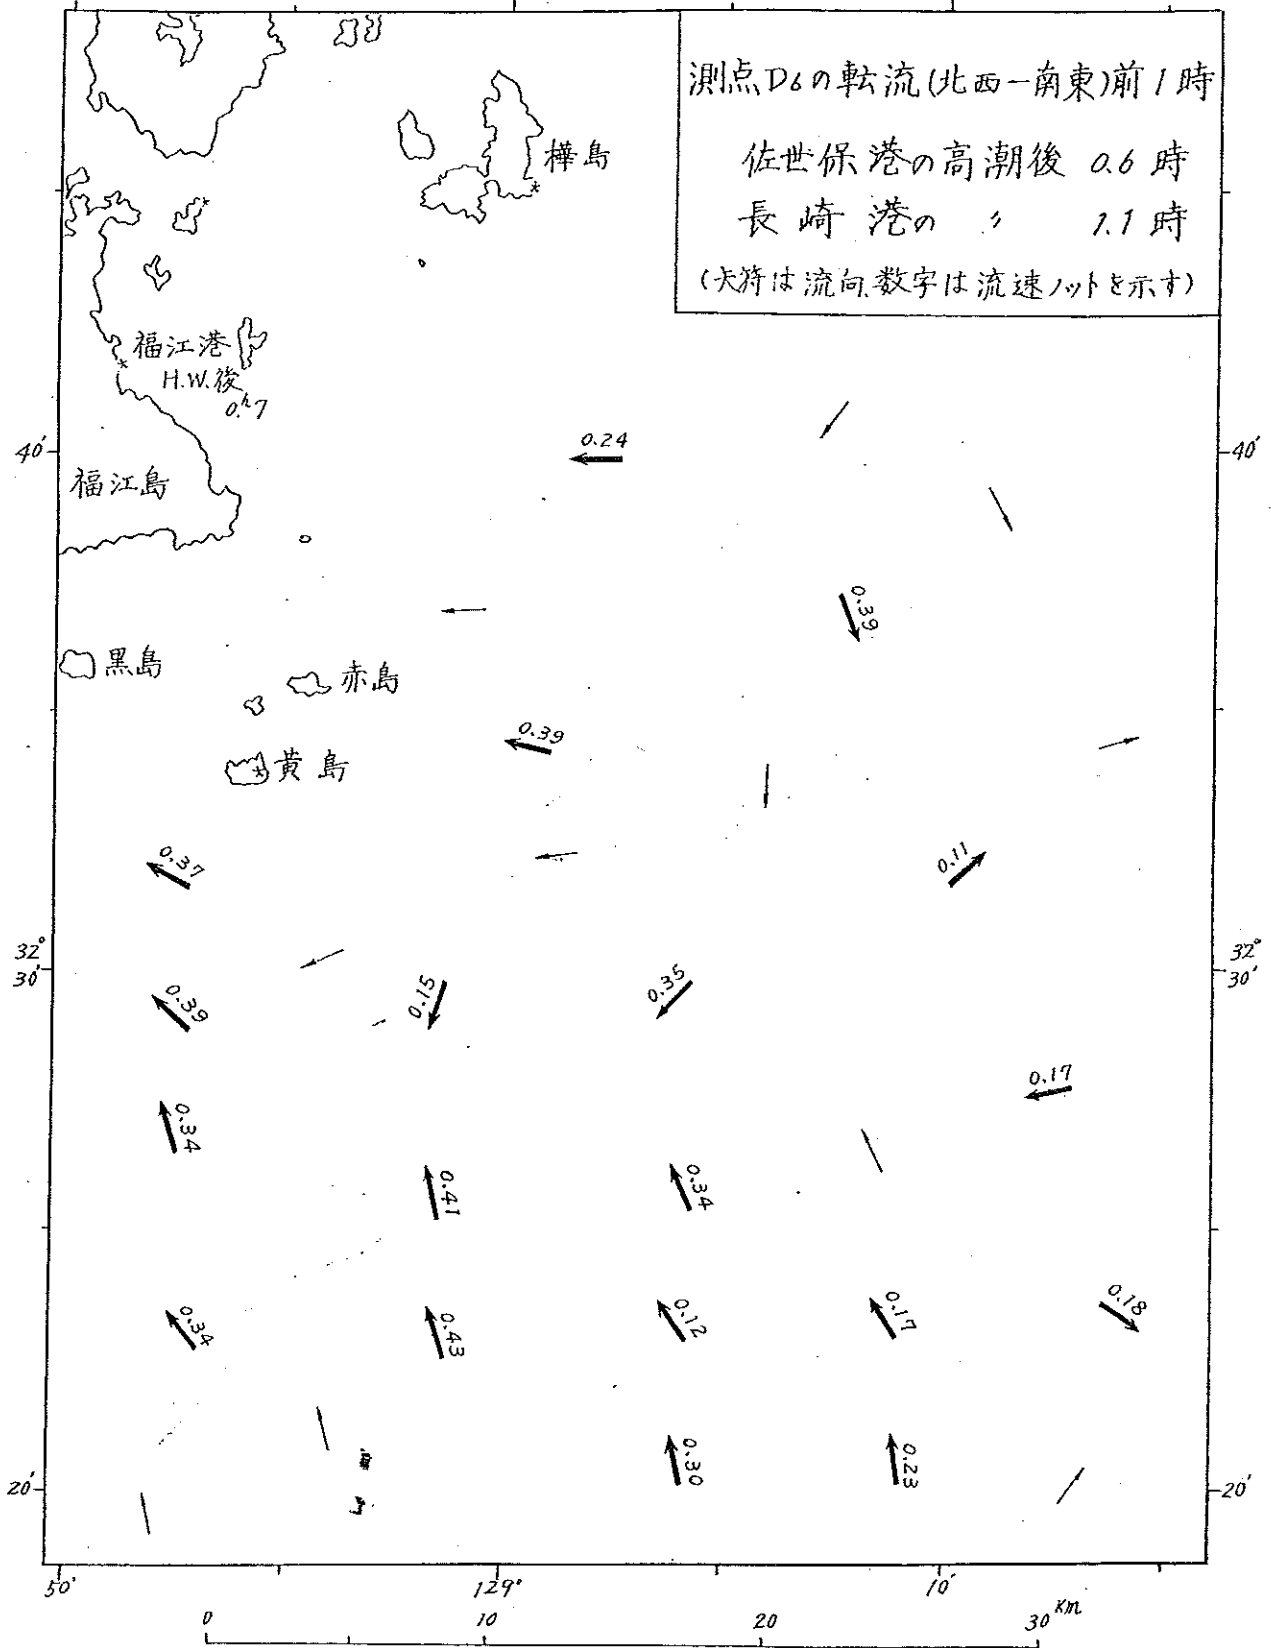 測点D6の転流(北西-南東)前1時
佐世保港の高潮後 0.6時
長崎港の 〃 1.1時
(矢符は流向,数字は流速ノットを示す)
樺島
福江港
H.W.後
0.ʰ7
0.24
40′
40′
福江島
0.39
黒島
赤島
0.39
黄島
0.37
0.11
32°
30′
32°
30′
0.39
0.15
0.35
0.17
0.34
0.41
0.34
0.34
0.43
0.12
0.17
0.18
0.30
0.23
20′
20′
50′
129°
10′
0
10
20
30 Km